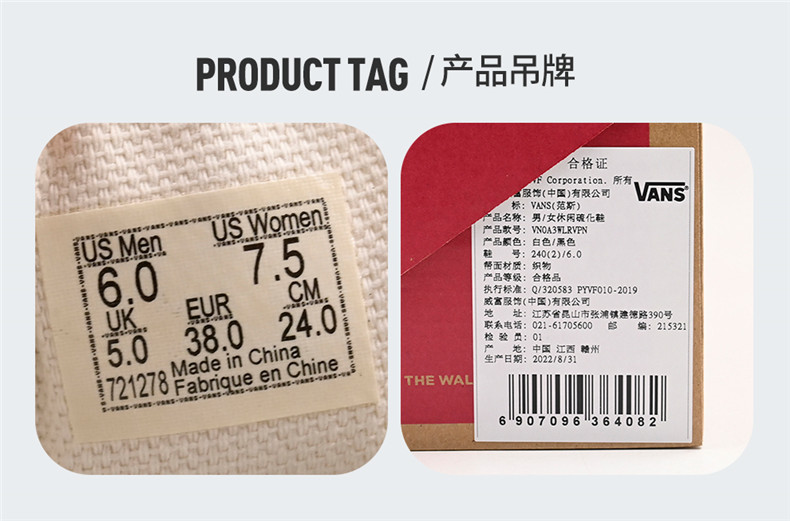 PRODUCT TAG / 产品吊牌
US Men US Women
6.0 7.5
UK EUR CM
5.0 38.0 24.0
Made in China
721278 Fabrique en Chine
合格证
VF Corporation. 所有
VANS
富服饰(中国)有限公司
标: VANS(范斯)
产品名称: 男/女休闲硫化鞋
产品款号: VN0A3WLRVPN
产品颜色: 白色/黑色
鞋 号: 240(2)/6.0
帮面材质: 织物
产品等级: 合格品
执行标准: Q/320583 PYVF010-2019
威富服饰(中国)有限公司
地 址: 江苏省昆山市张浦镇建德路390号
联系电话: 021-61705600 邮 编: 215321
检 验 员: 01
产 地: 中国 江西 赣州
生产日期: 2022/8/31
THE WAL
6 907096 364082